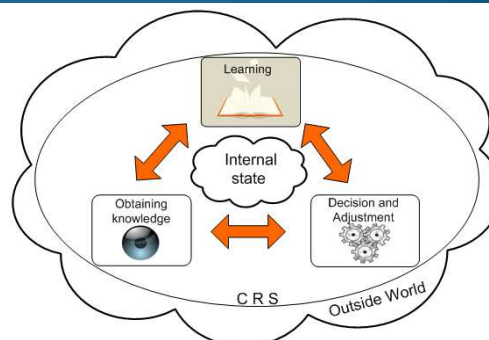 Learning
Internal
state
Obtaining
knowledge
Decision and
Adjustment
C R S
Outside World